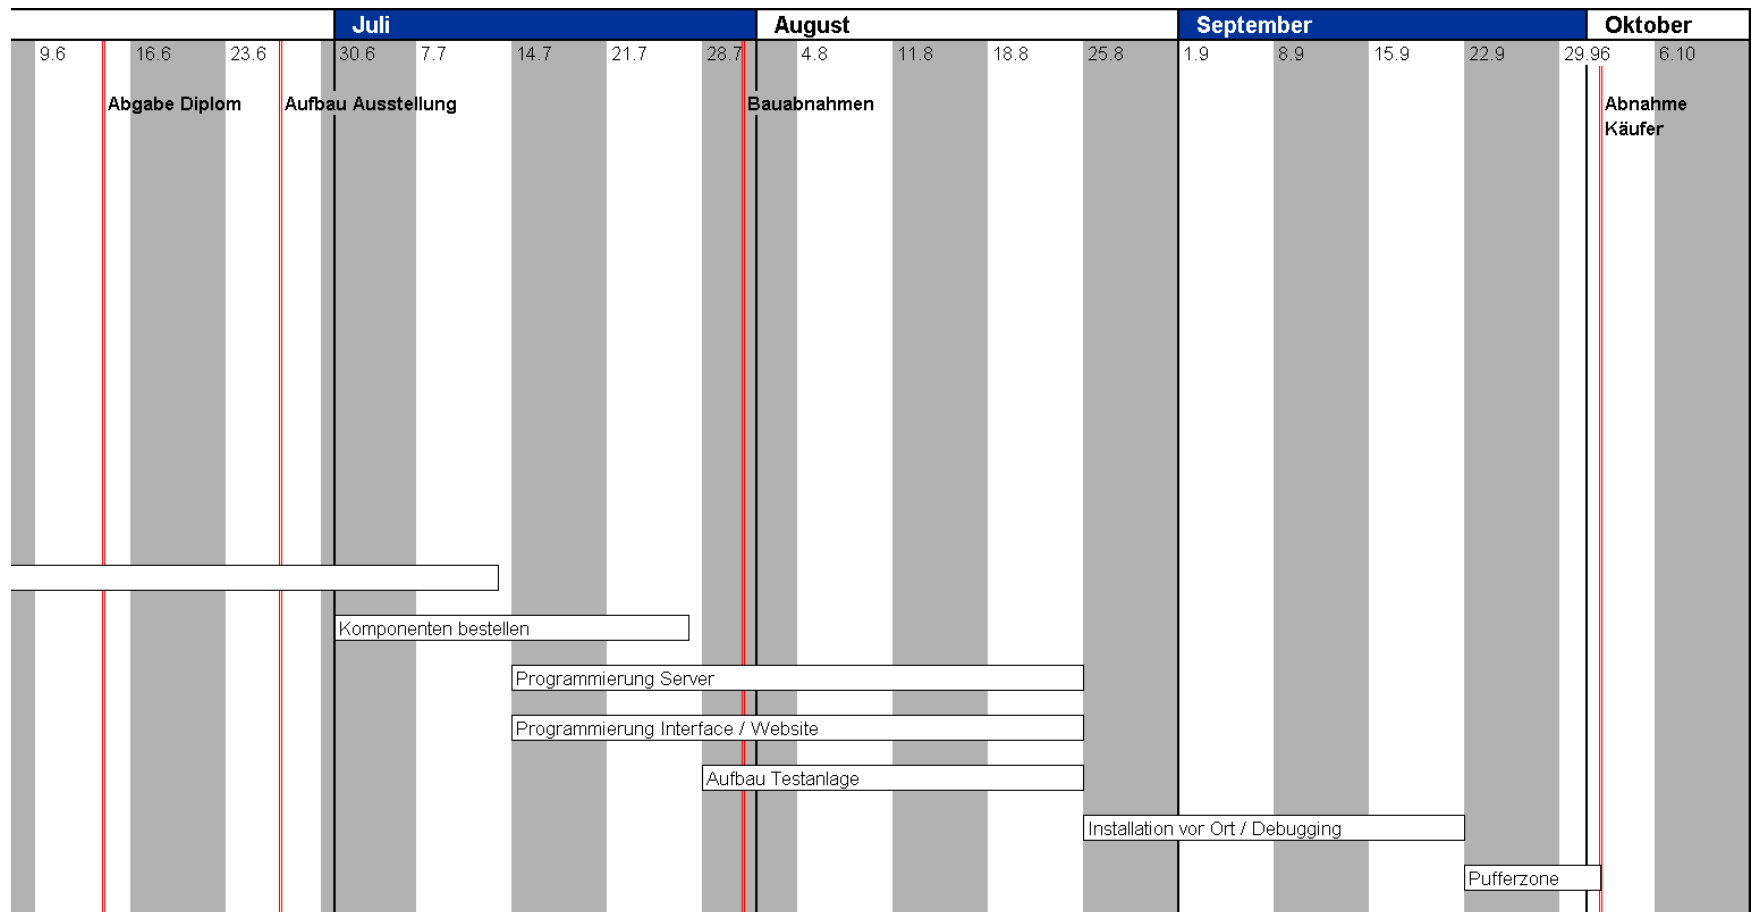 Juli August September Oktober
9.6 16.6 23.6 30.6 7.7 14.7 21.7 28.7 4.8 11.8 18.8 25.8 1.9 8.9 15.9 22.9 29.96 6.10
Abgabe Diplom Aufbau Ausstellung Bauabnahmen Abnahme
Käufer
Komponenten bestellen
Programmierung Server
Programmierung Interface / Website
Aufbau Testanlage
Installation vor Ort / Debugging
Pufferzone